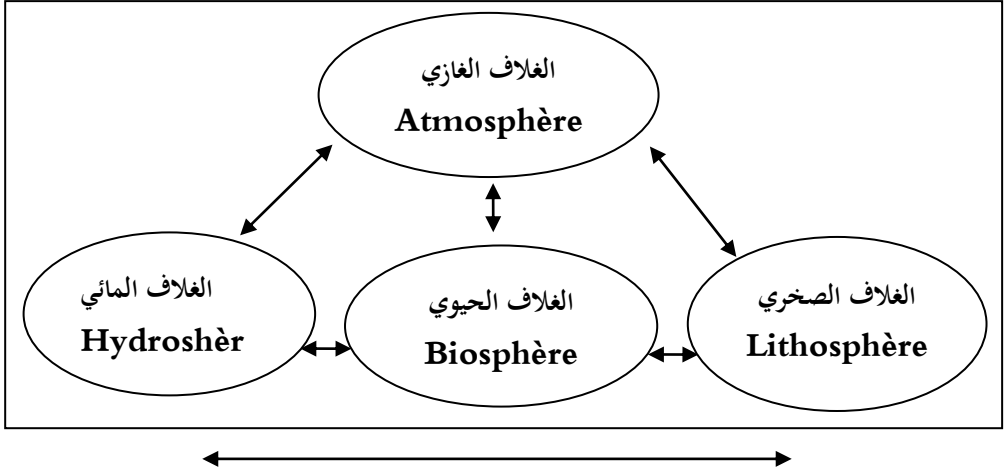 الغلاف الغازي
Atmosphère
الغلاف المائي
Hydroshèr
الغلاف الحيوي
Biosphère
الغلاف الصخري
Lithosphère